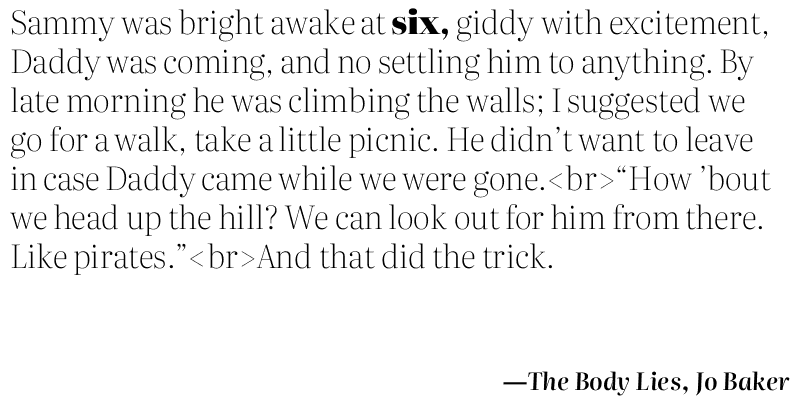 Sammy was bright awake at six, giddy with excitement,
Daddy was coming, and no settling him to anything. By
late morning he was climbing the walls; I suggested we
go for a walk, take a little picnic. He didn’t want to leave
in case Daddy came while we were gone.<br>“How ’bout
we head up the hill? We can look out for him from there.
Like pirates.”<br>And that did the trick.
—The Body Lies, Jo Baker